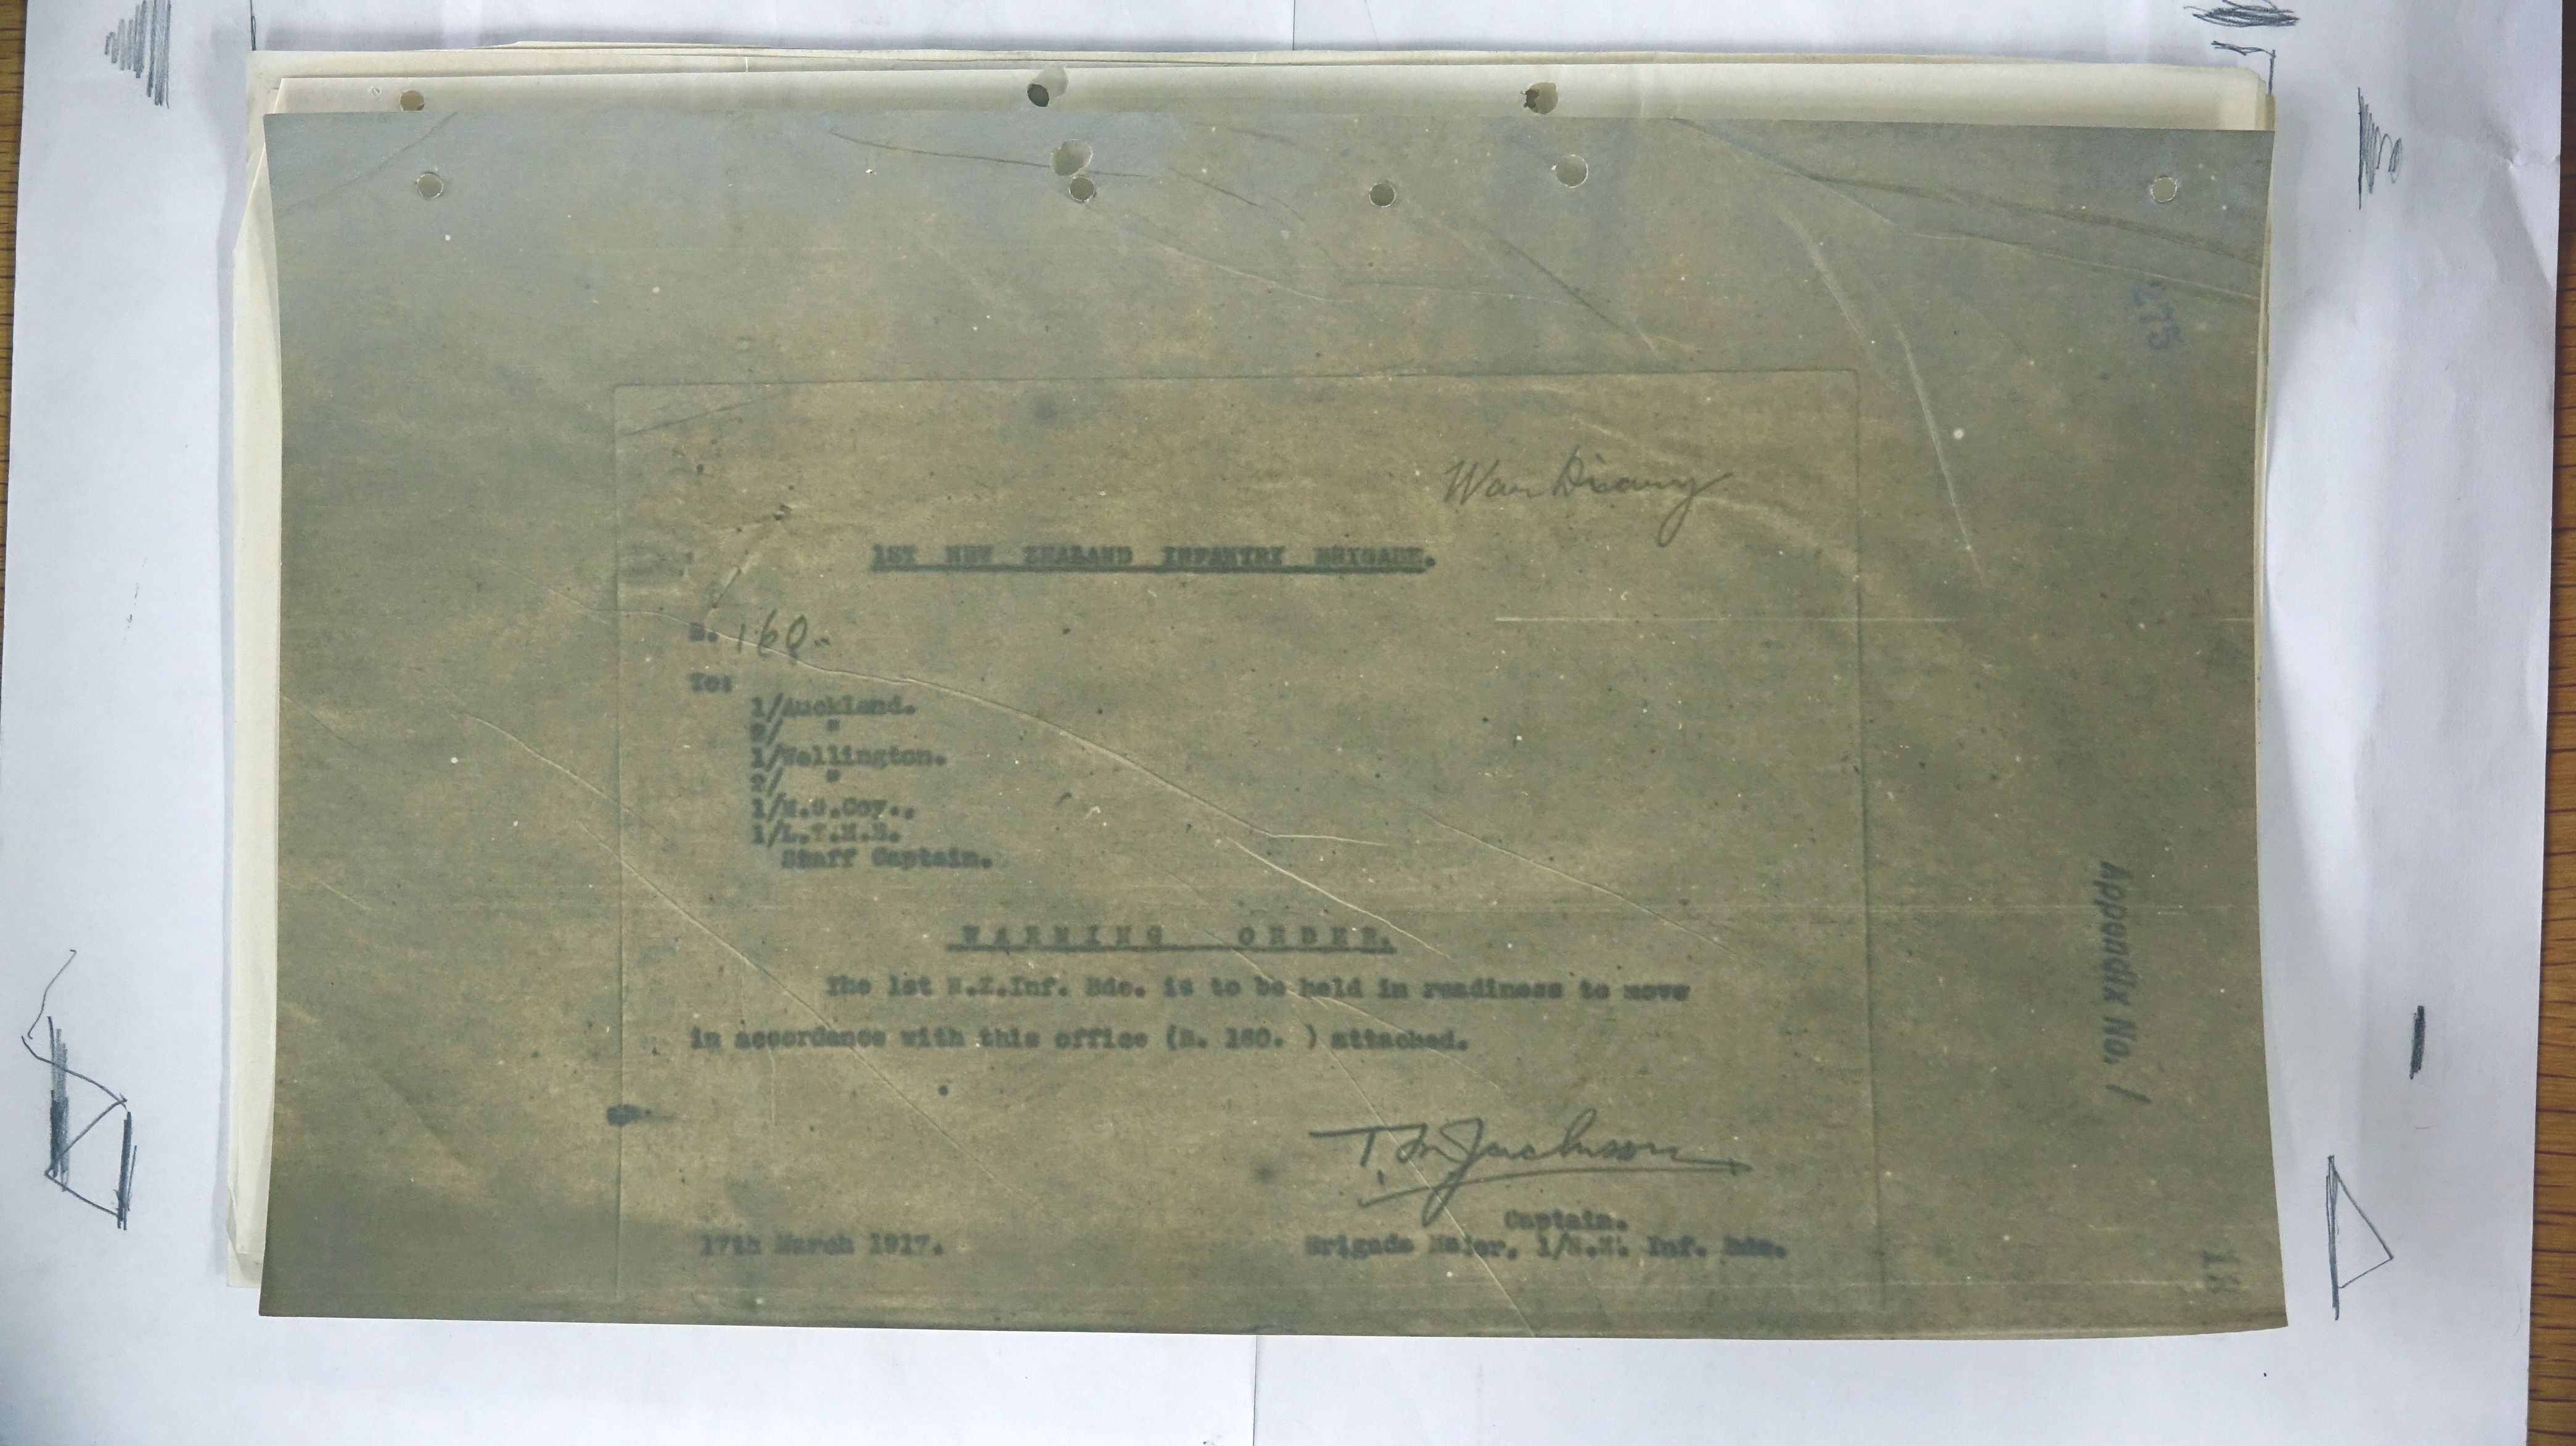 War Diary
1ST NEW ZEALAND INFANTRY BRIGADE.
B. 160.
To:
1/Auckland.
2/ "
1/Wellington.
2/ "
1/M.G.Coy.,
1/L.T.M.B.
Staff Captain.
WARNING ORDER.
The 1st N.Z.Inf. Bde. is to be held in readiness to move
in accordance with this office (B. 160. ) attached.
Captain.
Brigade Major, 1/N.Z. Inf. Bde.
17th March 1917.
Appendix No. 1